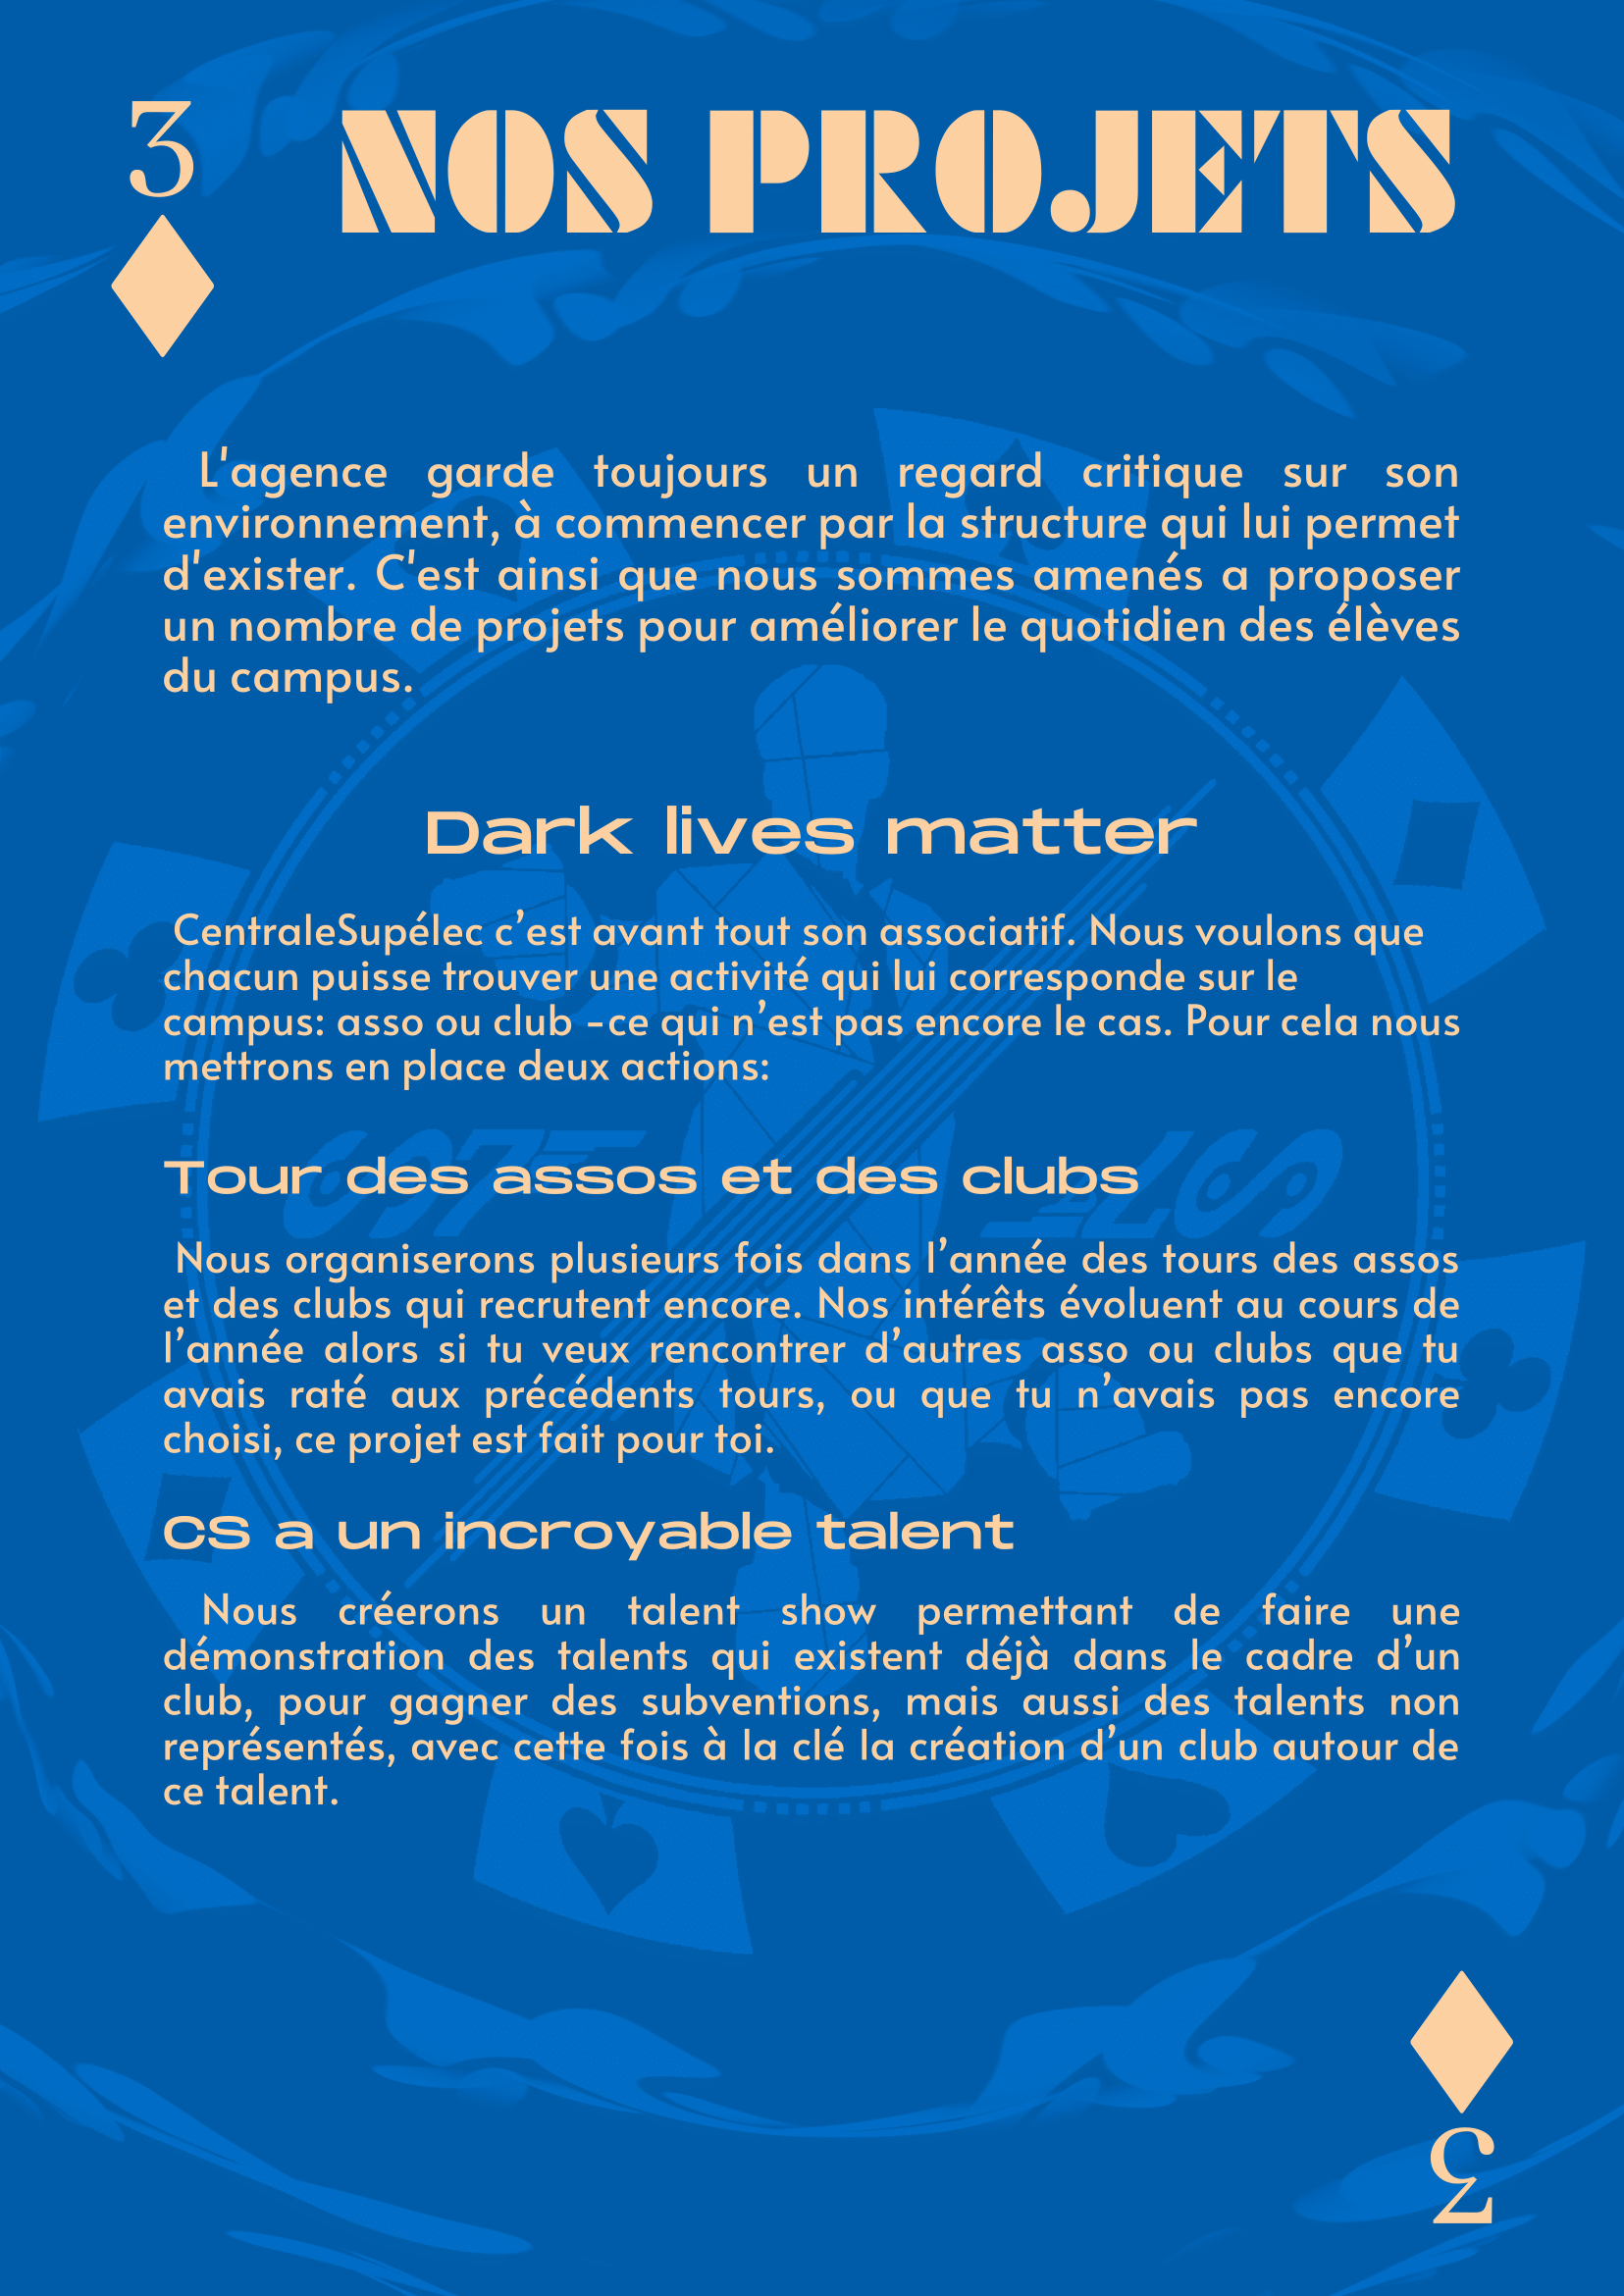 3
NOS PROJETS
L'agence garde toujours un regard critique sur son
environnement, à commencer par la structure qui lui permet
d'exister. C'est ainsi que nous sommes amenés a proposer
un nombre de projets pour améliorer le quotidien des élèves
du campus.
Dark lives matter
CentraleSupélec c’est avant tout son associatif. Nous voulons que
chacun puisse trouver une activité qui lui corresponde sur le
campus: asso ou club -ce qui n’est pas encore le cas. Pour cela nous
mettrons en place deux actions:
Tour des assos et des clubs
Nous organiserons plusieurs fois dans l’année des tours des assos
et des clubs qui recrutent encore. Nos intérêts évoluent au cours de
l’année alors si tu veux rencontrer d’autres asso ou clubs que tu
avais raté aux précédents tours, ou que tu n’avais pas encore
choisi, ce projet est fait pour toi.
CS a un incroyable talent
Nous créerons un talent show permettant de faire une
démonstration des talents qui existent déjà dans le cadre d’un
club, pour gagner des subventions, mais aussi des talents non
représentés, avec cette fois à la clé la création d’un club autour de
ce talent.
3